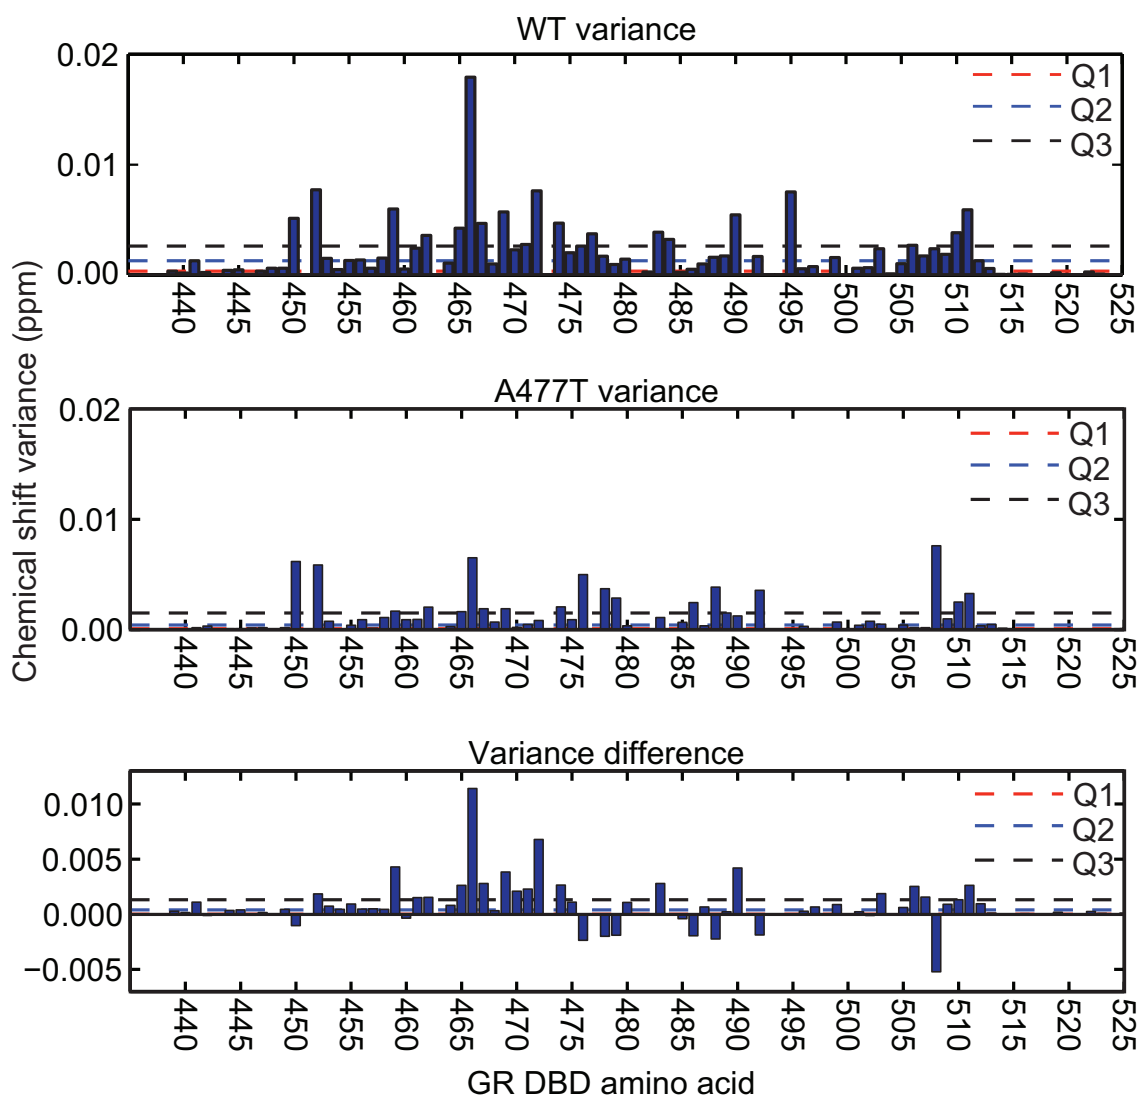 WT variance
0.02
0.01
0.00
Q1
Q2
Q3
440 445 450 455 460 465 470 475 480 485 490 495 500 505 510 515 520 525
Chemical shift variance (ppm)
A477T variance
0.02
0.01
0.00
Q1
Q2
Q3
440 445 450 455 460 465 470 475 480 485 490 495 500 505 510 515 520 525
Variance difference
0.010
0.005
0.000
−0.005
Q1
Q2
Q3
440 445 450 455 460 465 470 475 480 485 490 495 500 505 510 515 520 525
GR DBD amino acid